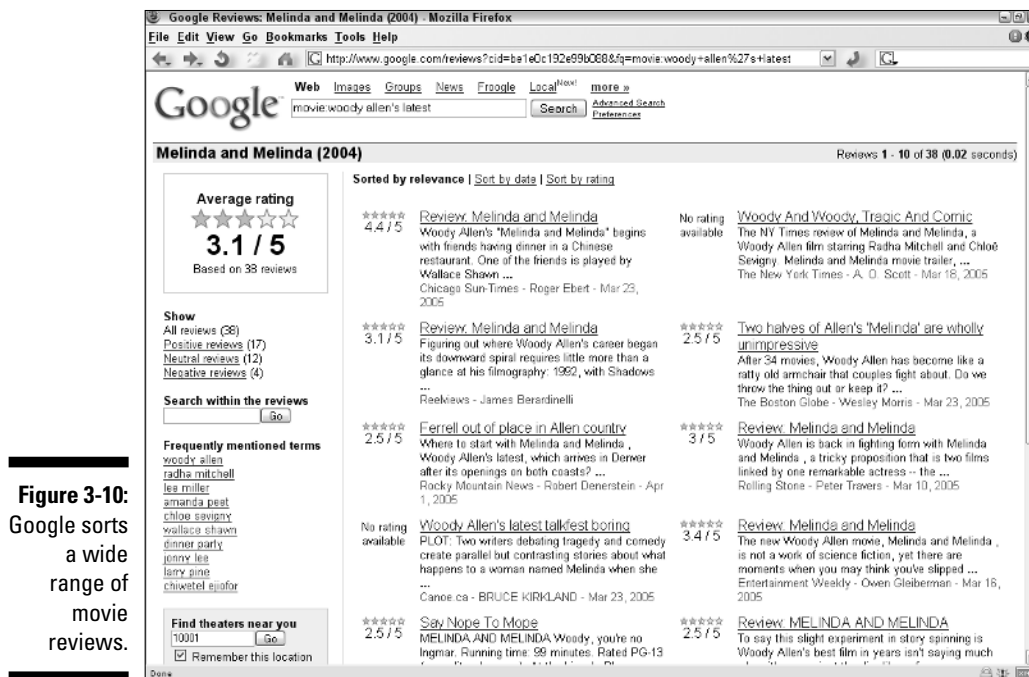 Google Reviews: Melinda and Melinda (2004) - Mozilla Firefox
File Edit View Go Bookmarks Tools Help
http://www.google.com/reviews?cid=be1e0c192e99b088&fq=movie:woody+allen%27s+latest
Google
Web Images Groups News Froogle Local New! more »
movie:woody allen's latest
Search
Advanced Search
Preferences
Melinda and Melinda (2004)
Reviews 1 - 10 of 38 (0.02 seconds)
Average rating
3.1 / 5
Based on 38 reviews
Show
All reviews (38)
Positive reviews (17)
Neutral reviews (12)
Negative reviews (4)
Search within the reviews
Go
Frequently mentioned terms
woody allen
radha mitchell
lee miller
amanda peet
chloe sevigny
wallace shawn
dinner party
jonny lee
larry pine
chiwetel ejiofor
Find theaters near you
10001
Go
Remember this location
Sorted by relevance | Sort by date | Sort by rating
4.4 / 5
Review: Melinda and Melinda
Woody Allen's "Melinda and Melinda" begins
with friends having dinner in a Chinese
restaurant. One of the friends is played by
Wallace Shawn ...
Chicago Sun-Times - Roger Ebert - Mar 23,
2005
No rating
available
Woody And Woody, Tragic And Comic
The NY Times review of Melinda and Melinda, a
Woody Allen film starring Radha Mitchell and Chloë
Sevigny. Melinda and Melinda movie trailer, ...
The New York Times - A. O. Scott - Mar 18, 2005
3.1 / 5
Review: Melinda and Melinda
Figuring out where Woody Allen's career began
its downward spiral requires little more than a
glance at his filmography: 1992, with Shadows
...
Reelviews - James Berardinelli
2.5 / 5
Two halves of Allen's 'Melinda' are wholly
unimpressive
After 34 movies, Woody Allen has become like a
ratty old armchair that couples fight about. Do we
throw the thing out or keep it? ...
The Boston Globe - Wesley Morris - Mar 23, 2005
2.5 / 5
Ferrell out of place in Allen country
Where to start with Melinda and Melinda ,
Woody Allen's latest, which arrives in Denver
after its openings on both coasts? ...
Rocky Mountain News - Robert Denerstein - Apr
1, 2005
3 / 5
Review: Melinda and Melinda
Woody Allen is back in fighting form with Melinda
and Melinda , a tricky proposition that is two films
linked by one remarkable actress -- the ...
Rolling Stone - Peter Travers - Mar 10, 2005
No rating
available
Woody Allen's latest talkfest boring
PLOT: Two writers debating tragedy and comedy
create parallel but contrasting stories about what
happens to a woman named Melinda when she
...
Canoe.ca - BRUCE KIRKLAND - Mar 23, 2005
3.4 / 5
Review: Melinda and Melinda
The new Woody Allen movie, Melinda and Melinda ,
is not a work of science fiction, yet there are
moments when you may think you've slipped ...
Entertainment Weekly - Owen Gleiberman - Mar 16,
2005
2.5 / 5
Say Nope To Mope
MELINDA AND MELINDA Woody, you're no
Ingmar. Running time: 99 minutes. Rated PG-13
2.5 / 5
Review: MELINDA AND MELINDA
To say this slight experiment in story spinning is
Woody Allen's best film in years isn't saying much
Done
Figure 3-10:
Google sorts
a wide
range of
movie
reviews.